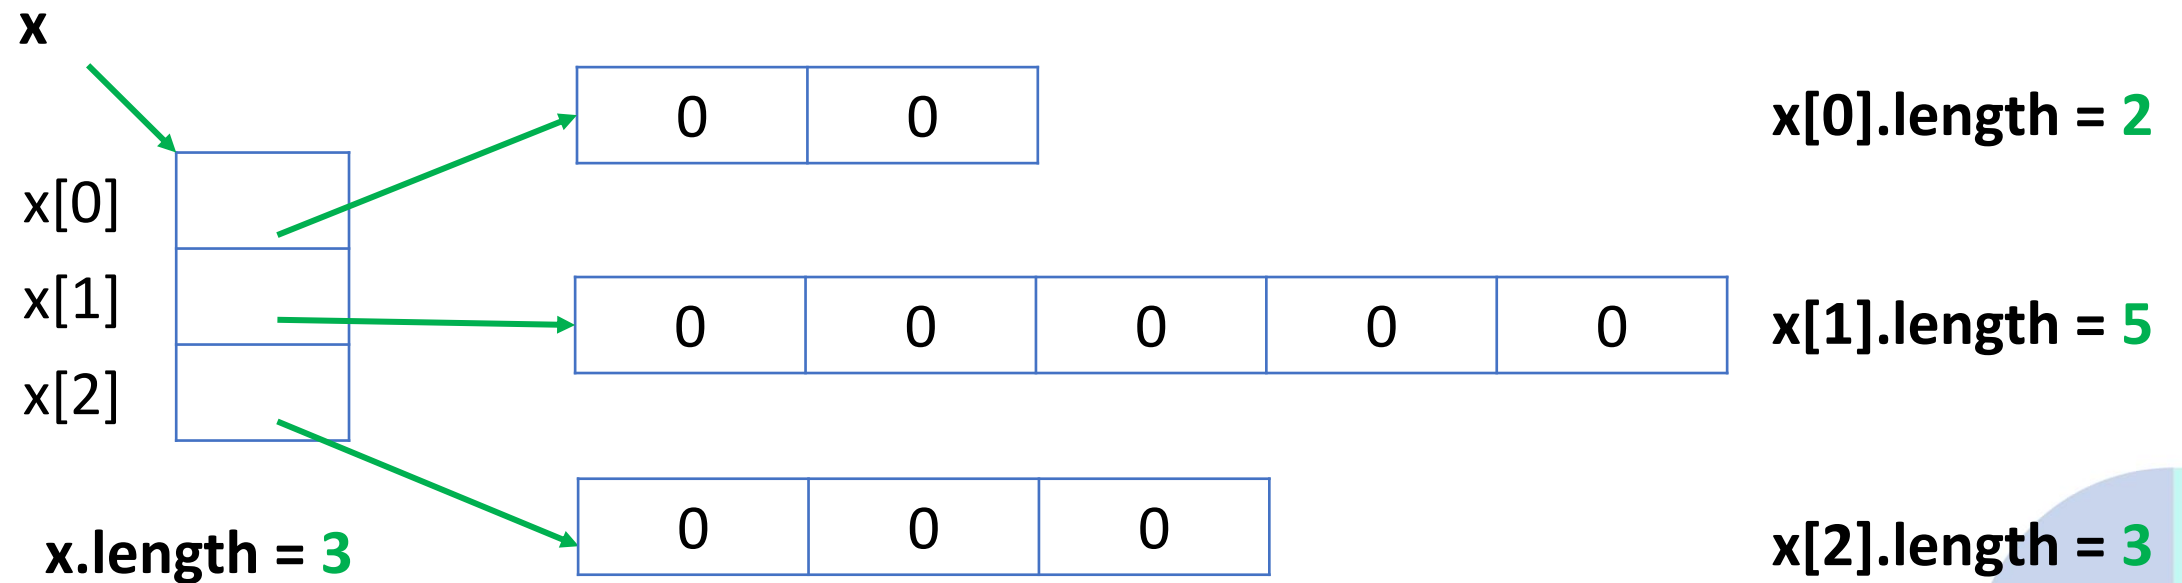 x
0 0 x[0].length = 2
x[0]
x[1] 0 0 0 0 0 x[1].length = 5
x[2]
x.length = 3 0 0 0 x[2].length = 3